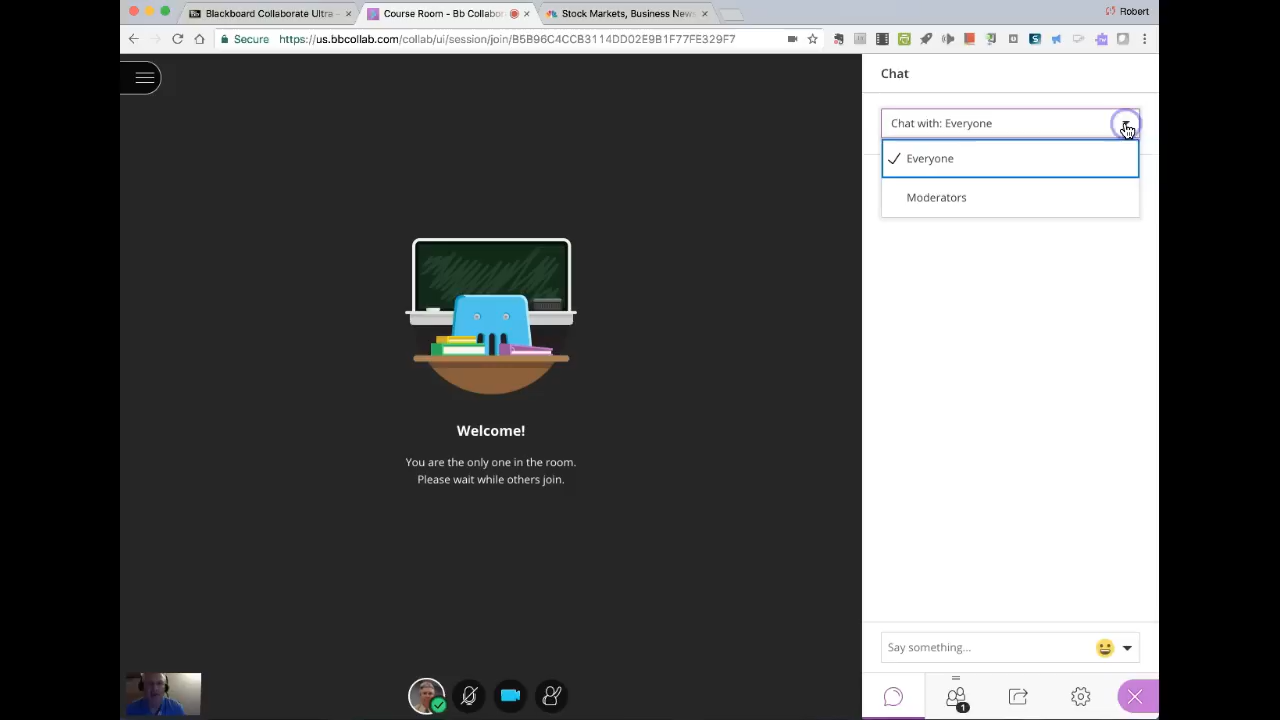 Blackboard Collaborate Ultra –
Course Room - Bb Collabor
Stock Markets, Business News
Robert
Secure
https://us.bbcollab.com/collab/ui/session/join/B5B96C4CCB3114DD02E9B1F77FE329F7
Chat
Chat with: Everyone
Everyone
Moderators
Welcome!
You are the only one in the room.
Please wait while others join.
Say something...
1